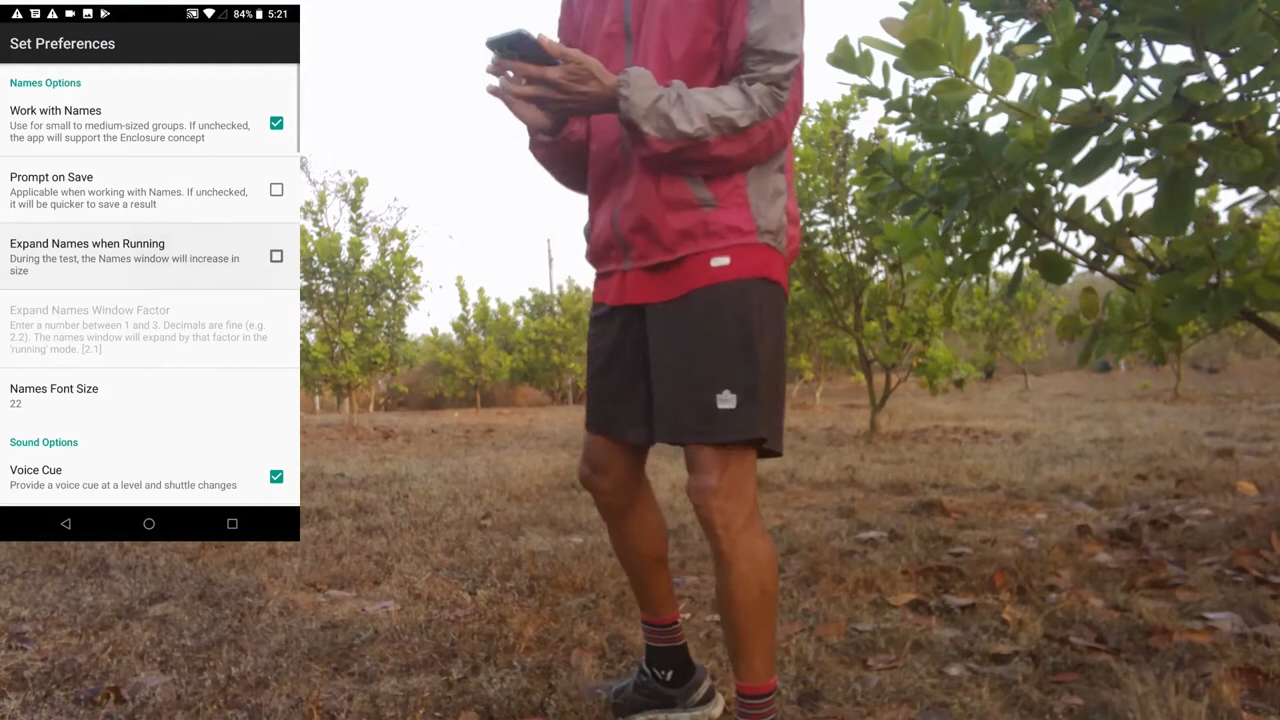 84% 5:21
Set Preferences
Names Options
Work with Names
Use for small to medium-sized groups. If unchecked,
the app will support the Enclosure concept
Prompt on Save
Applicable when working with Names. If unchecked,
it will be quicker to save a result
Expand Names when Running
During the test, the Names window will increase in
size
Expand Names Window Factor
Enter a number between 1 and 3. Decimals are fine (e.g.
2.2). The names window will expand by that factor in the
'running' mode. [2.1]
Names Font Size
22
Sound Options
Voice Cue
Provide a voice cue at a level and shuttle changes